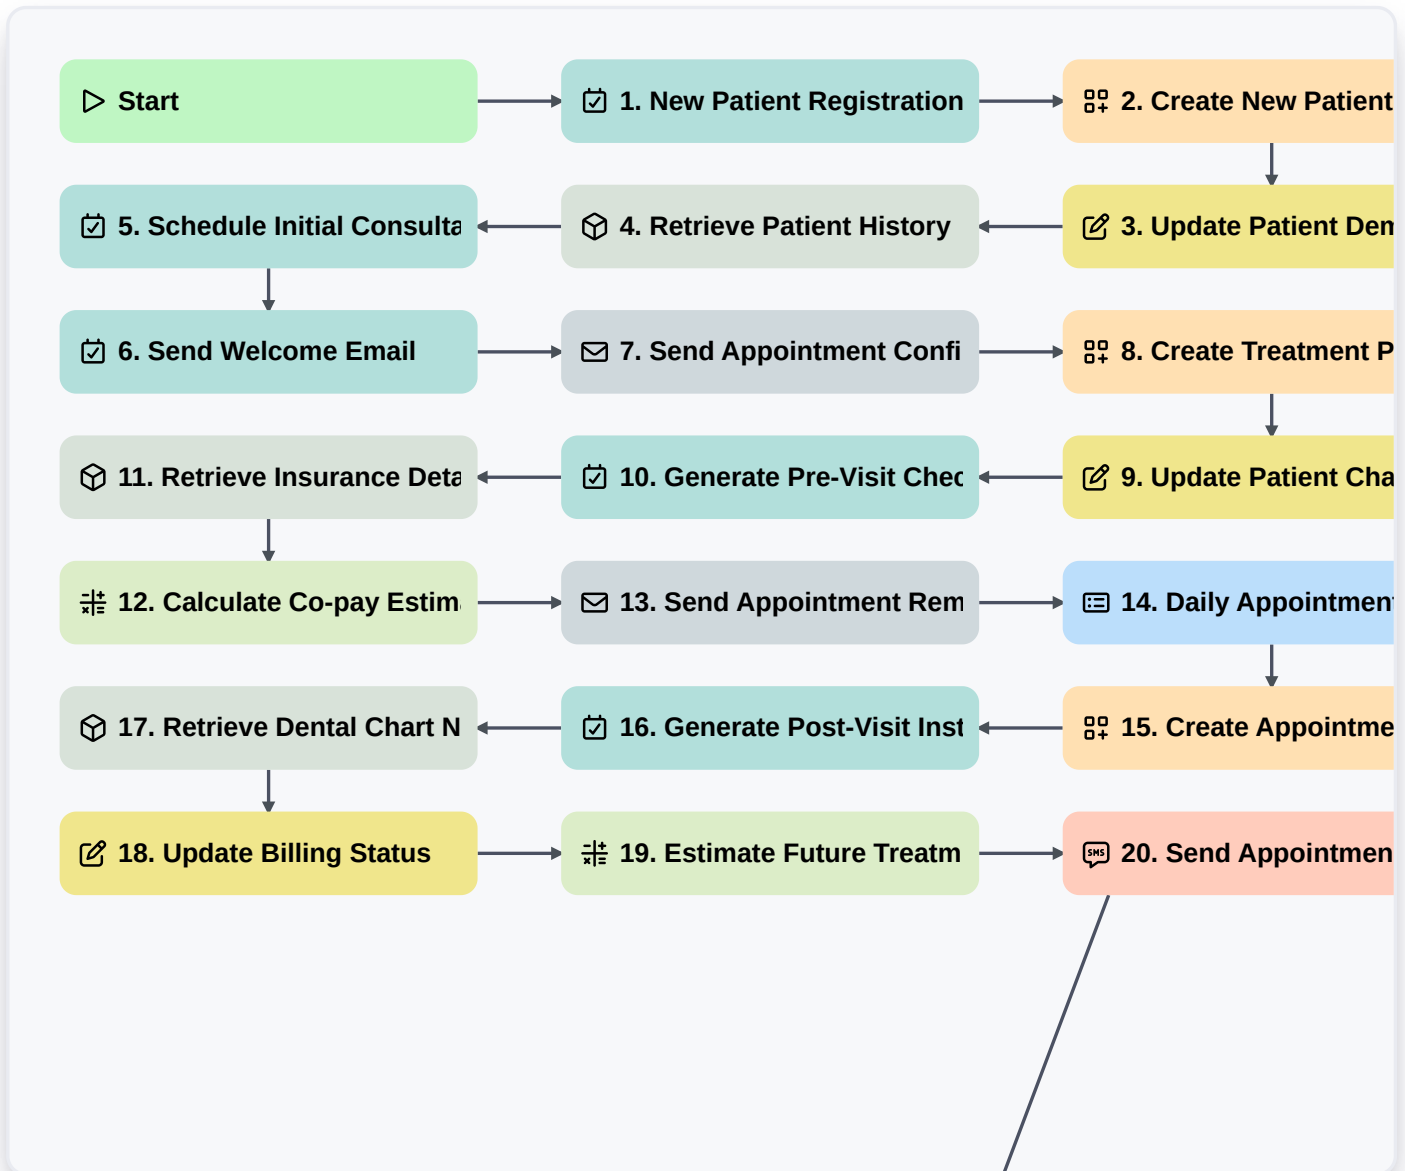 Start
1. New Patient Registration
2. Create New Patient
5. Schedule Initial Consulta
4. Retrieve Patient History
3. Update Patient Dem
6. Send Welcome Email
7. Send Appointment Confi
8. Create Treatment P
11. Retrieve Insurance Deta
10. Generate Pre-Visit Chec
9. Update Patient Cha
12. Calculate Co-pay Estima
13. Send Appointment Rem
14. Daily Appointment
17. Retrieve Dental Chart N
16. Generate Post-Visit Inst
15. Create Appointme
18. Update Billing Status
19. Estimate Future Treatm
SMS
20. Send Appointmen